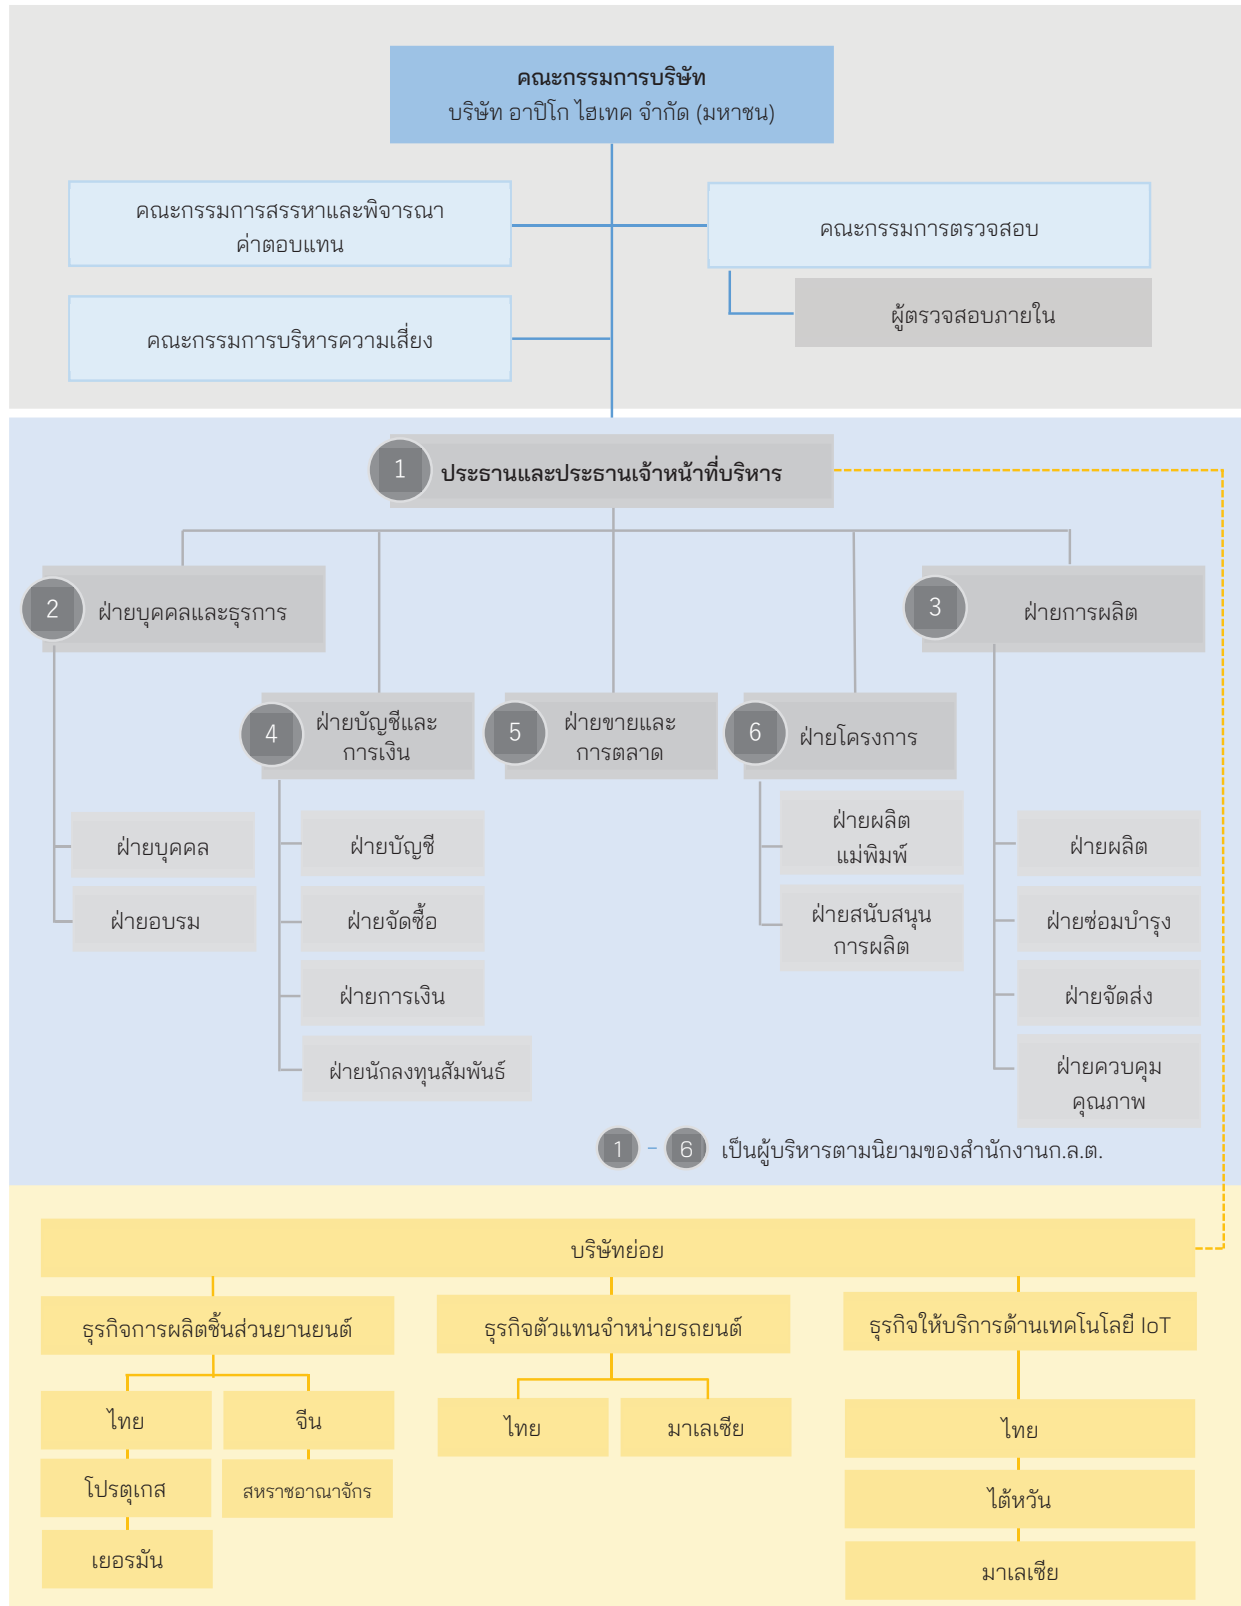 คณะกรรมการบริษัท
บริษัท อาปิโก ไฮเทค จำกัด (มหาชน)
คณะกรรมการสรรหาและพิจารณา
ค่าตอบแทน
คณะกรรมการตรวจสอบ
ผู้ตรวจสอบภายใน
คณะกรรมการบริหารความเสี่ยง
1 ประธานและประธานเจ้าหน้าที่บริหาร
2 ฝ่ายบุคคลและธุรการ
3 ฝ่ายการผลิต
4 ฝ่ายบัญชีและ
การเงิน
5 ฝ่ายขายและ
การตลาด
6 ฝ่ายโครงการ
ฝ่ายบุคคล
ฝ่ายอบรม
ฝ่ายบัญชี
ฝ่ายจัดซื้อ
ฝ่ายการเงิน
ฝ่ายนักลงทุนสัมพันธ์
ฝ่ายผลิต
แม่พิมพ์
ฝ่ายสนับสนุน
การผลิต
ฝ่ายผลิต
ฝ่ายซ่อมบำรุง
ฝ่ายจัดส่ง
ฝ่ายควบคุม
คุณภาพ
1 - 6 เป็นผู้บริหารตามนิยามของสำนักงานก.ล.ต.
บริษัทย่อย
ธุรกิจการผลิตชิ้นส่วนยานยนต์
ธุรกิจตัวแทนจำหน่ายรถยนต์
ธุรกิจให้บริการด้านเทคโนโลยี IoT
ไทย
จีน
โปรตุเกส
สหราชอาณาจักร
เยอรมัน
ไทย
มาเลเซีย
ไทย
ไต้หวัน
มาเลเซีย